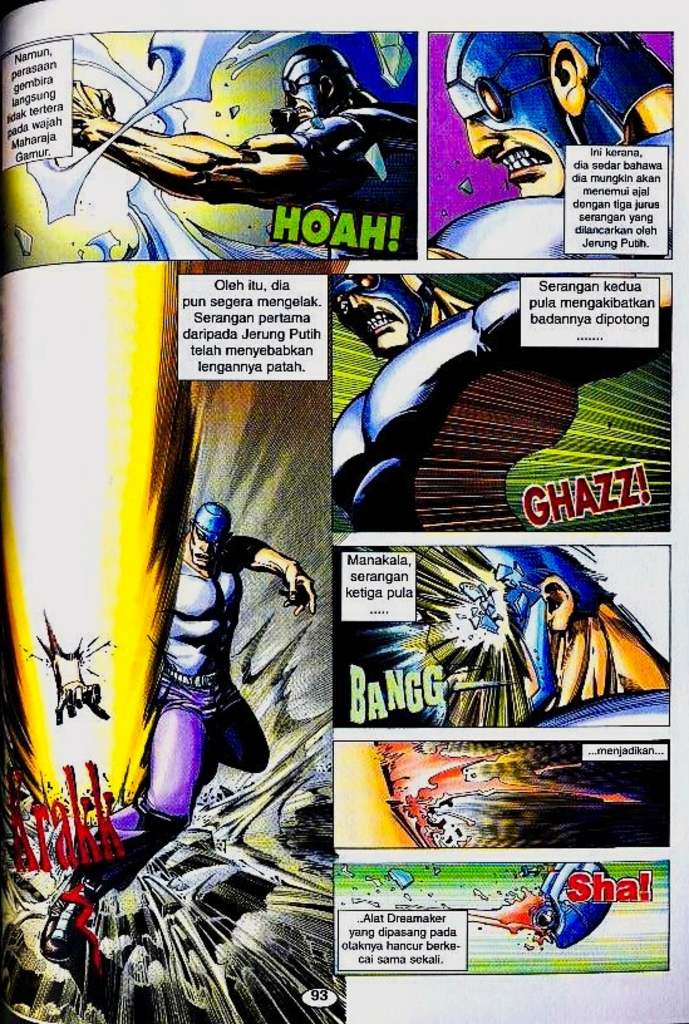 Namun,
perasaan
gembira
langsung
tidak tertera
pada wajah
Maharaja
Gamur.
HOAH!
Ini kerana,
dia sedar bahawa
dia mungkin akan
menemui ajal
dengan tiga jurus
serangan yang
dilancarkan oleh
Jerung Putih.
Oleh itu, dia
pun segera mengelak.
Serangan pertama
daripada Jerung Putih
telah menyebabkan
lengannya patah.
Krakk
Serangan kedua
pula mengakibatkan
badannya dipotong
.......
GHAZZ!
Manakala,
serangan
ketiga pula
.....
BANGG
...menjadikan...
Sha!
..Alat Dreamaker
yang dipasang pada
otaknya hancur berke-
cai sama sekali.
93